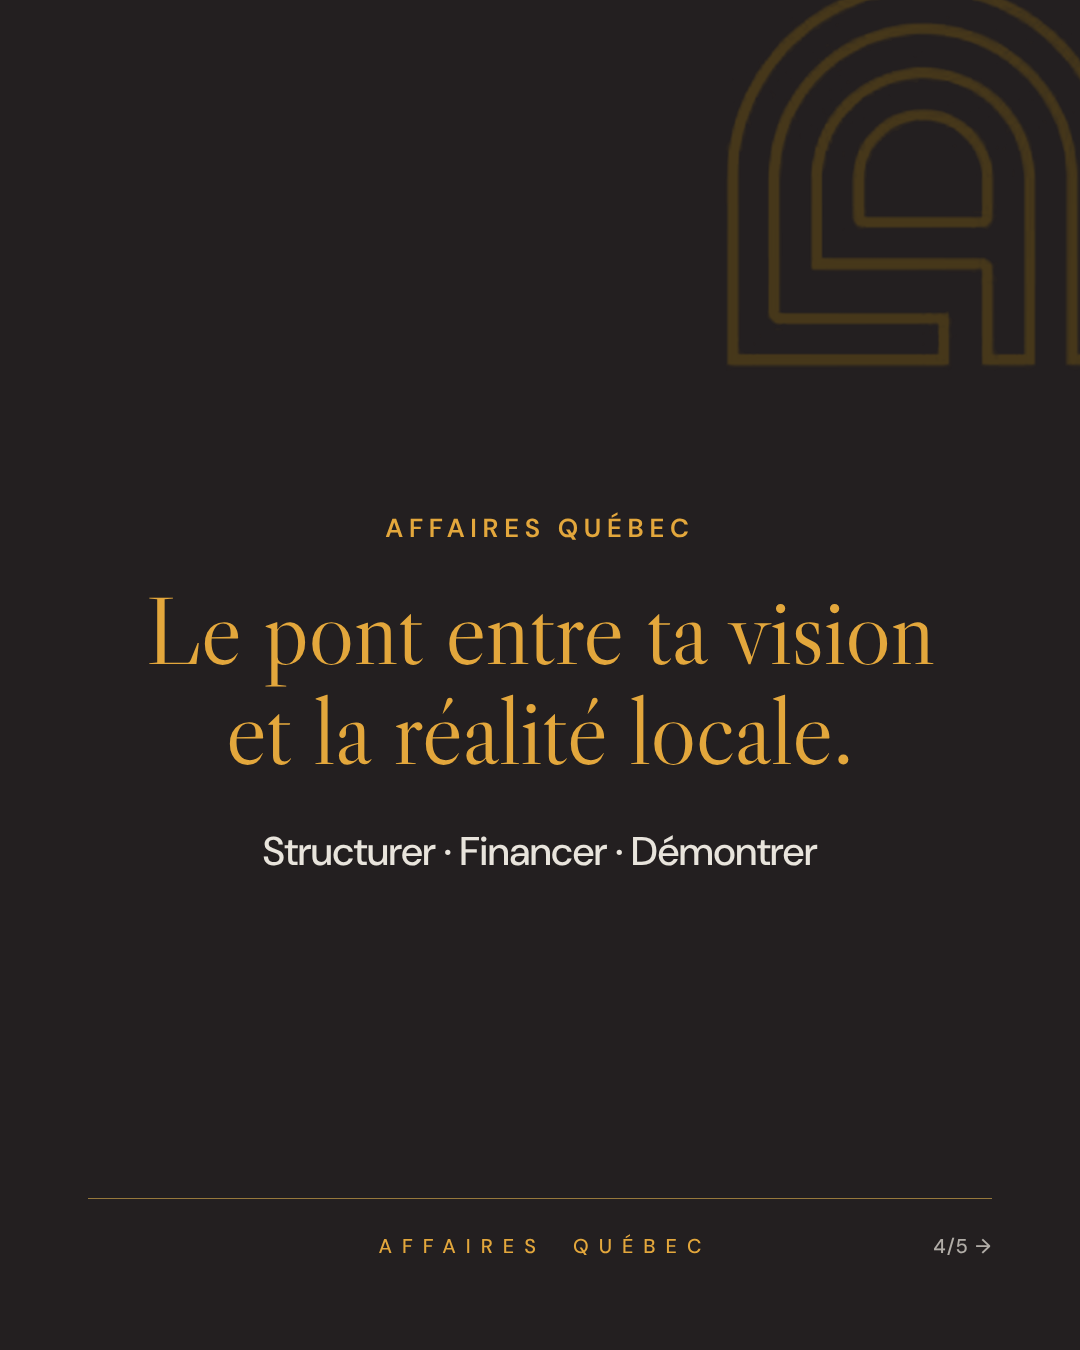 AFFAIRES QUÉBEC
Le pont entre ta vision
et la réalité locale.
Structurer · Financer · Démontrer
AFFAIRES QUÉBEC
4/5 →